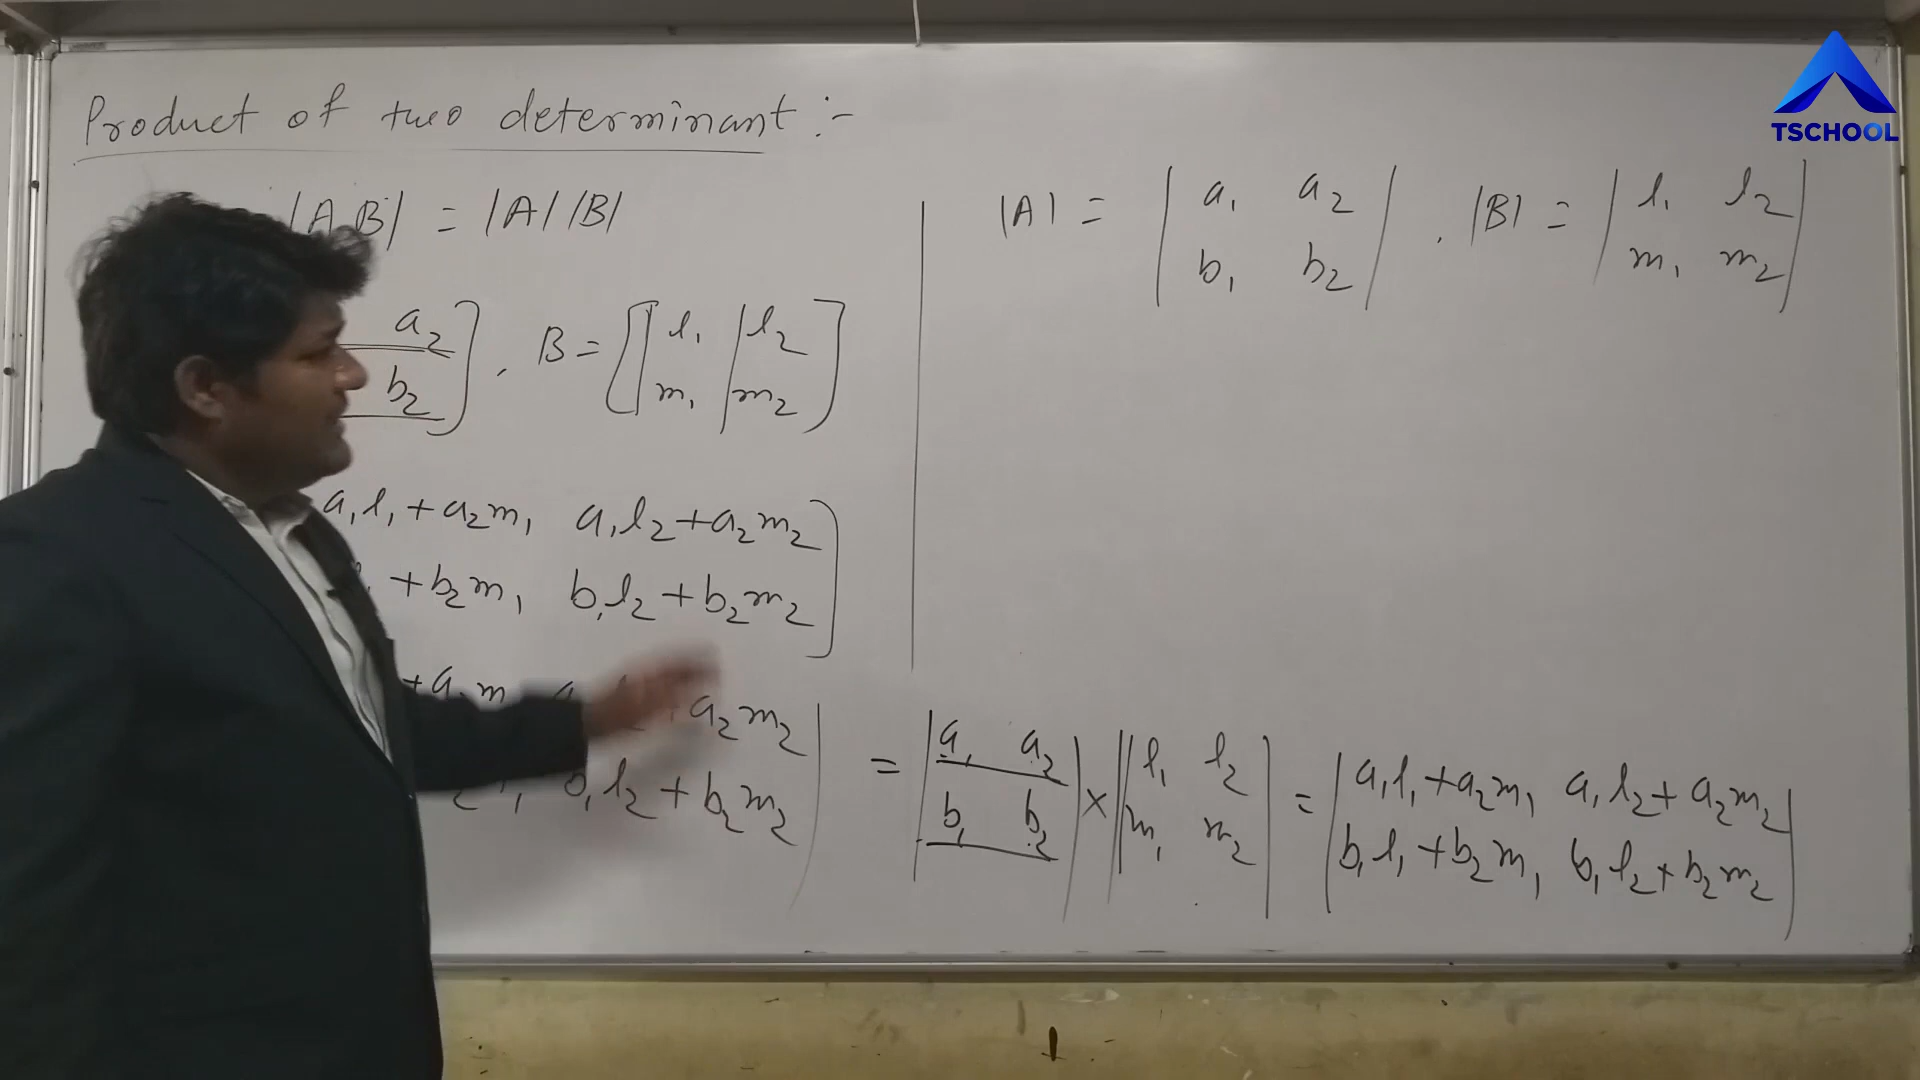 Product of two determinant :-
|AB| = |A| |B|
a₂
b₂ ] , B = [ l₁ | l₂
m₁ | m₂ ]
a₁l₁ + a₂m₁ a₁l₂ + a₂m₂
+ b₂m₁ b₁l₂ + b₂m₂ ]
+ a₂m₂
b₁l₂ + b₂m₂ |
|A| = | a₁ a₂
b₁ b₂ | , |B| = | l₁ l₂
m₁ m₂ |
= | a₁ a₂
b₁ b₂ | × | l₁ l₂
m₁ m₂ | = | a₁l₁ + a₂m₁ a₁l₂ + a₂m₂
b₁l₁ + b₂m₁ b₁l₂ + b₂m₂ |
TSCHOOL